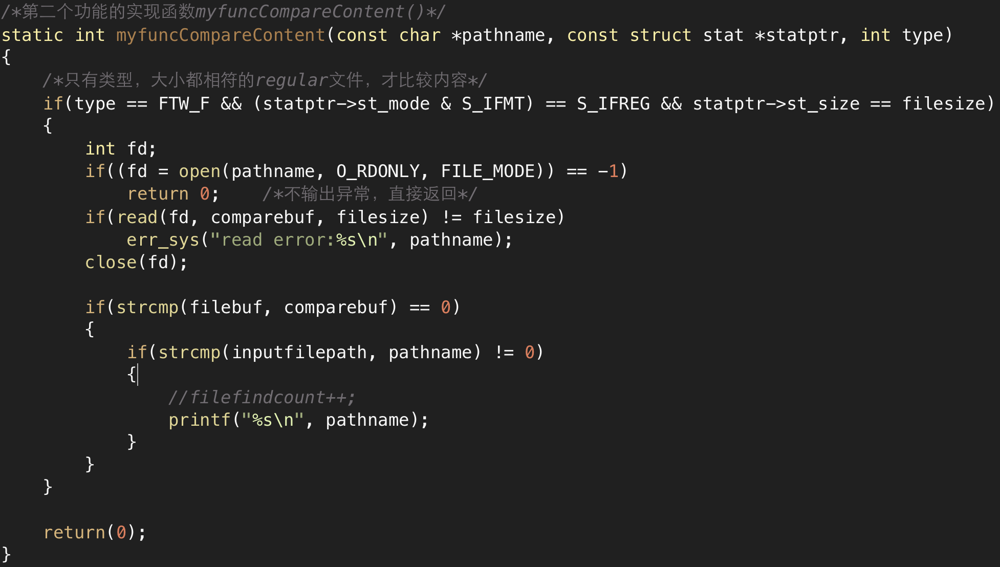 /*第二个功能的实现函数myfuncCompareContent()*/
static int myfuncCompareContent(const char *pathname, const struct stat *statptr, int type)
{
    /*只有类型，大小都相符的regular文件，才比较内容*/
    if(type == FTW_F && (statptr->st_mode & S_IFMT) == S_IFREG && statptr->st_size == filesize)
    {
        int fd;
        if((fd = open(pathname, O_RDONLY, FILE_MODE)) == -1)
            return 0;    /*不输出异常，直接返回*/
        if(read(fd, comparebuf, filesize) != filesize)
            err_sys("read error:%s\n", pathname);
        close(fd);

        if(strcmp(filebuf, comparebuf) == 0)
        {
            if(strcmp(inputfilepath, pathname) != 0)
            {
                //filefindcount++;
                printf("%s\n", pathname);
            }
        }
    }

    return(0);
}